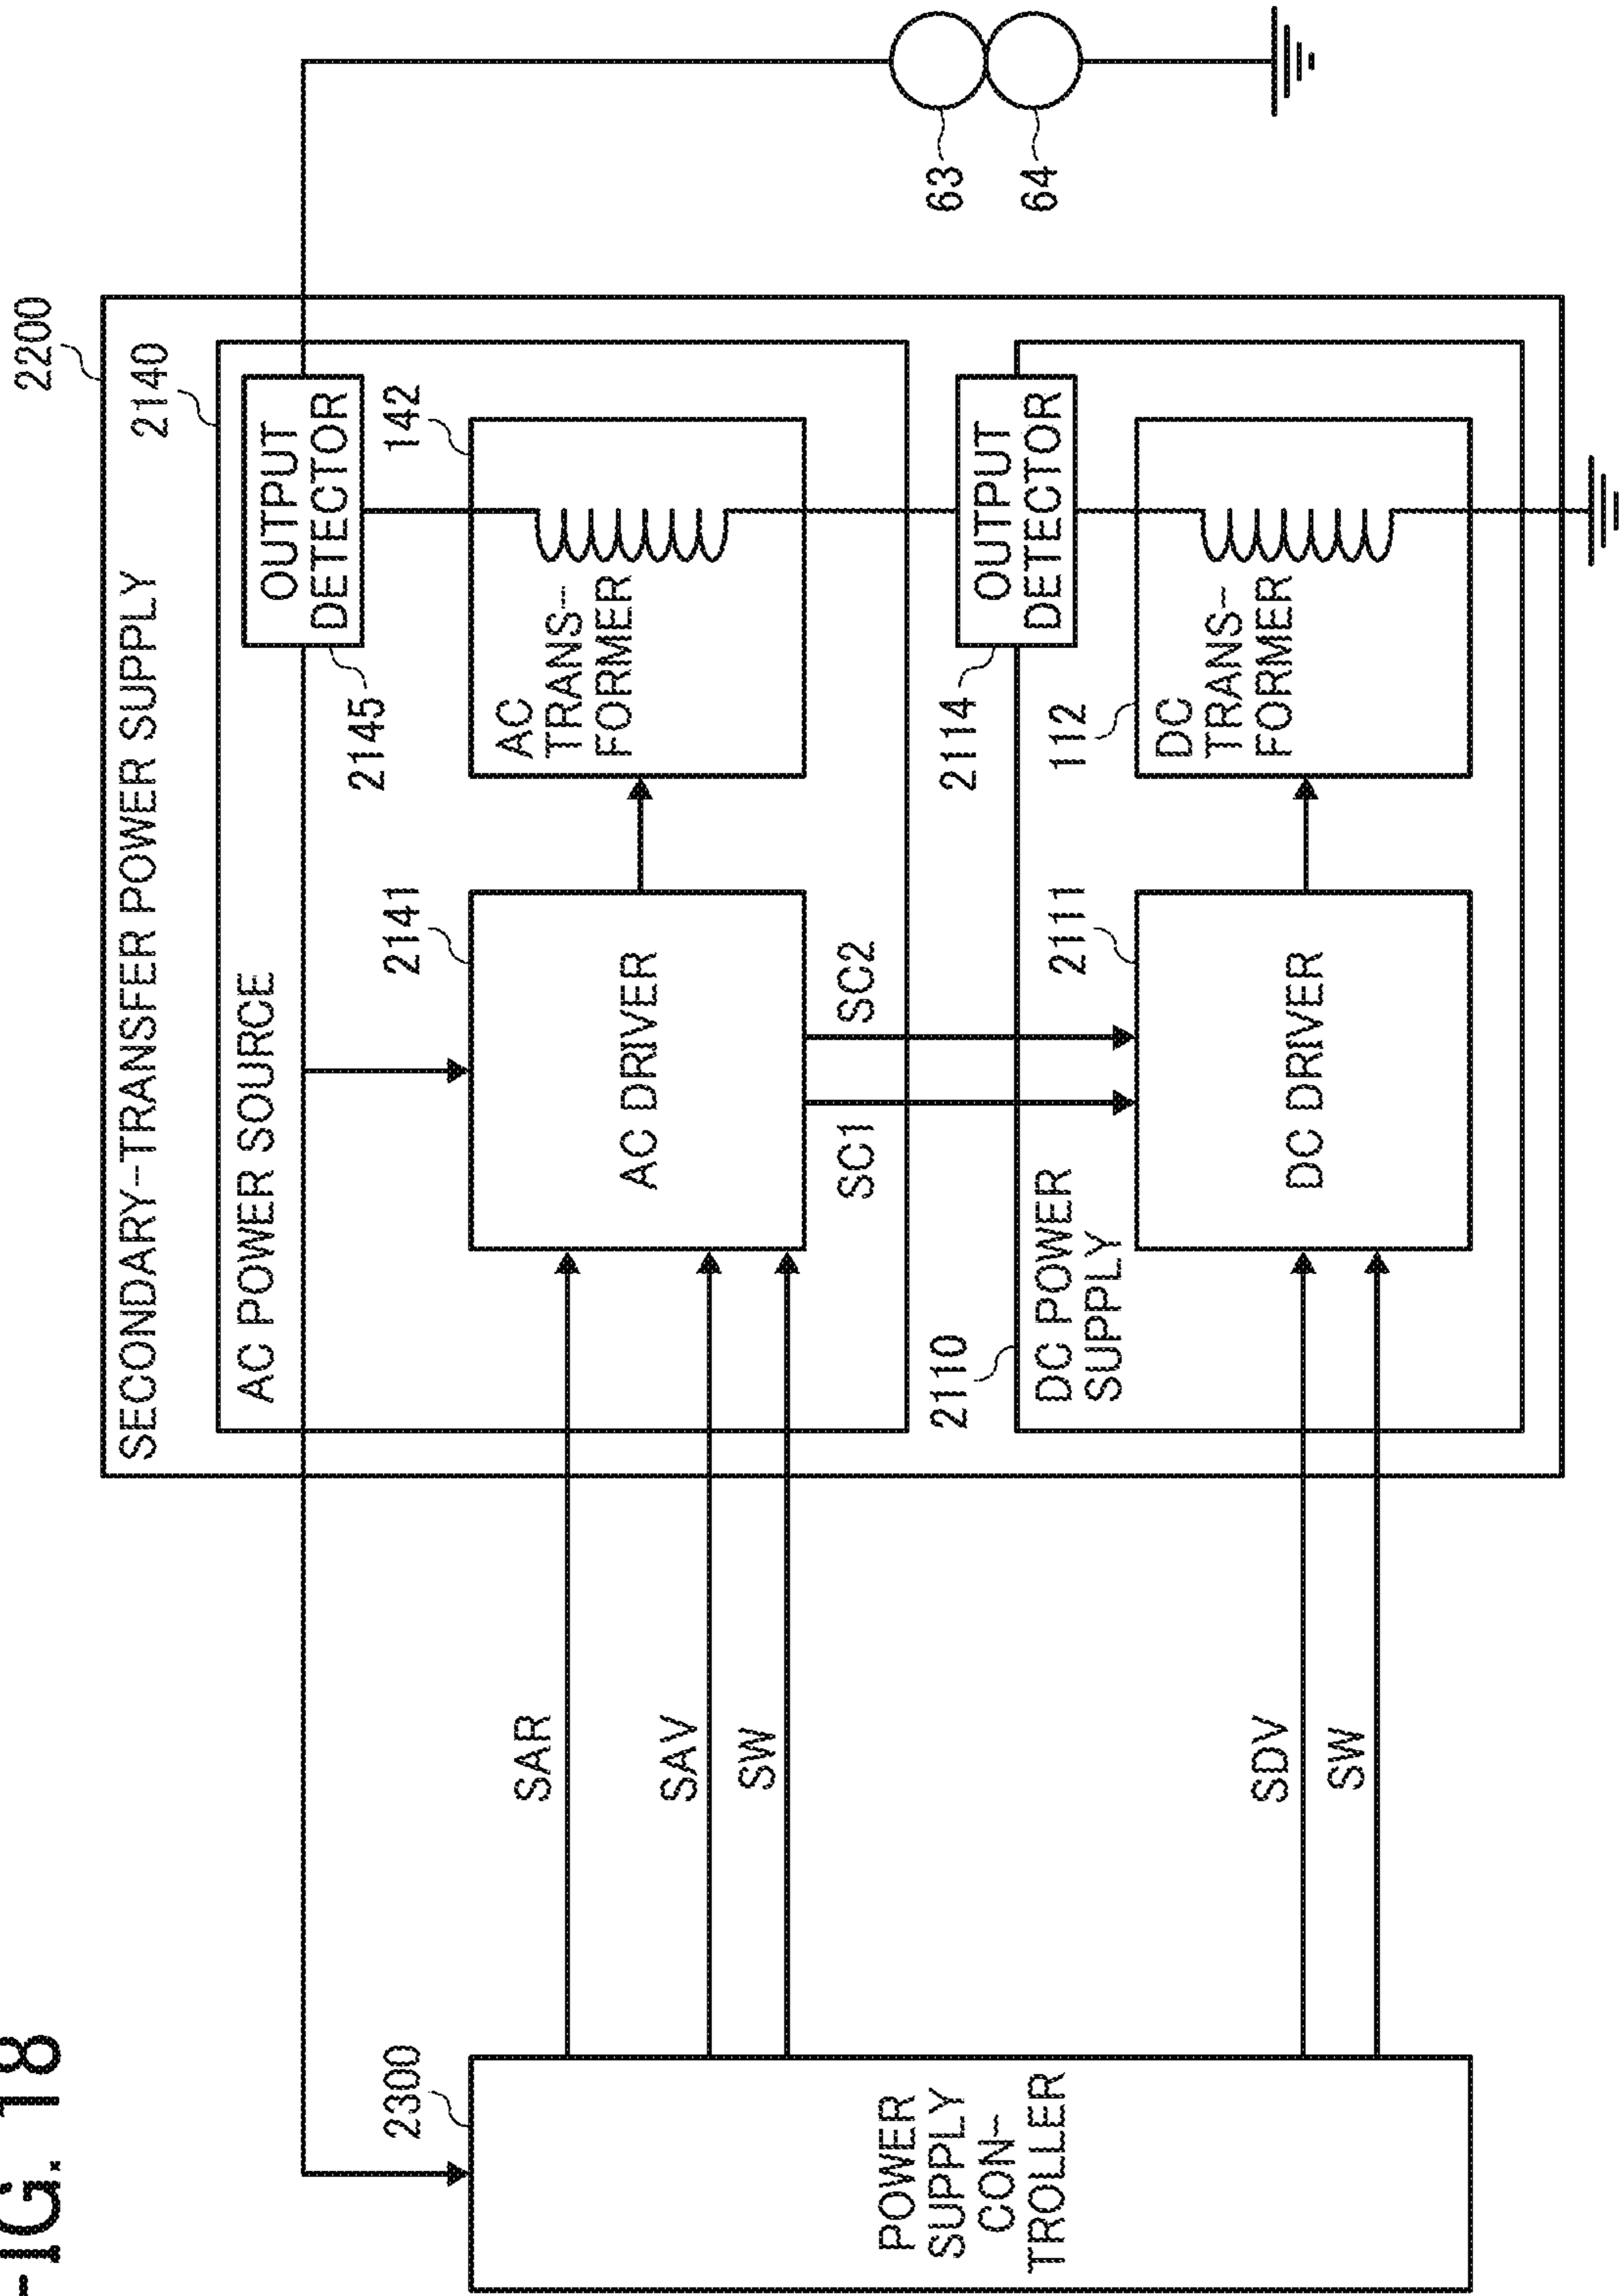 FIG. 18
2200
SECONDARY-TRANSFER POWER SUPPLY
2140
AC POWER SOURCE
OUTPUT
DETECTOR
2145
142
2141
2300
AC DRIVER
AC
TRANS-
FORMER
SAR
SAV
SW
SC1
SC2
63
64
POWER
SUPPLY
CON-
TROLLER
2110
DC POWER
SUPPLY
OUTPUT
DETECTOR
2114
2111
112
DC DRIVER
DC
TRANS-
FORMER
SDV
SW